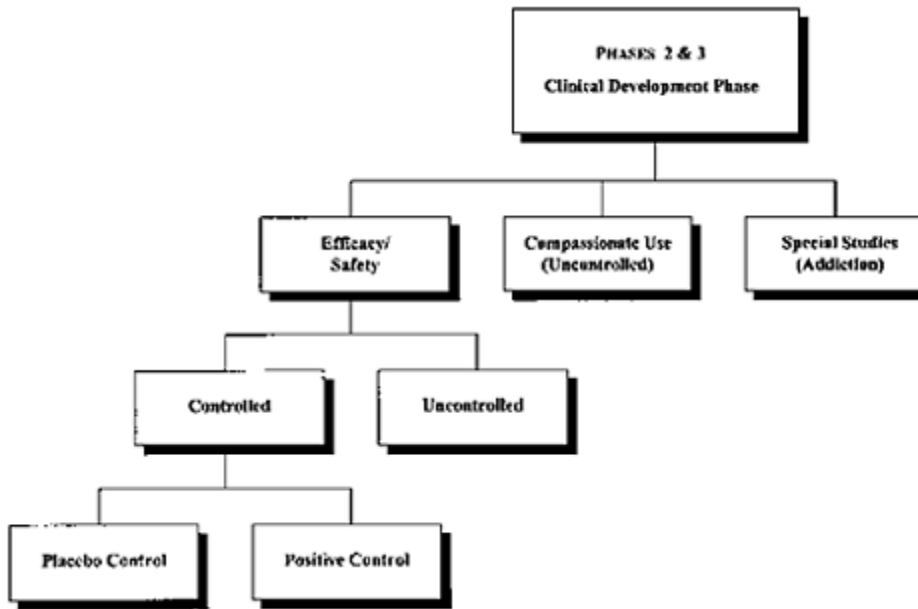 PHASES 2 & 3
Clinical Development Phase
Efficacy/
Safety
Compassionate Use
(Uncontrolled)
Special Studies
(Addiction)
Controlled
Uncontrolled
Placebo Control
Positive Control